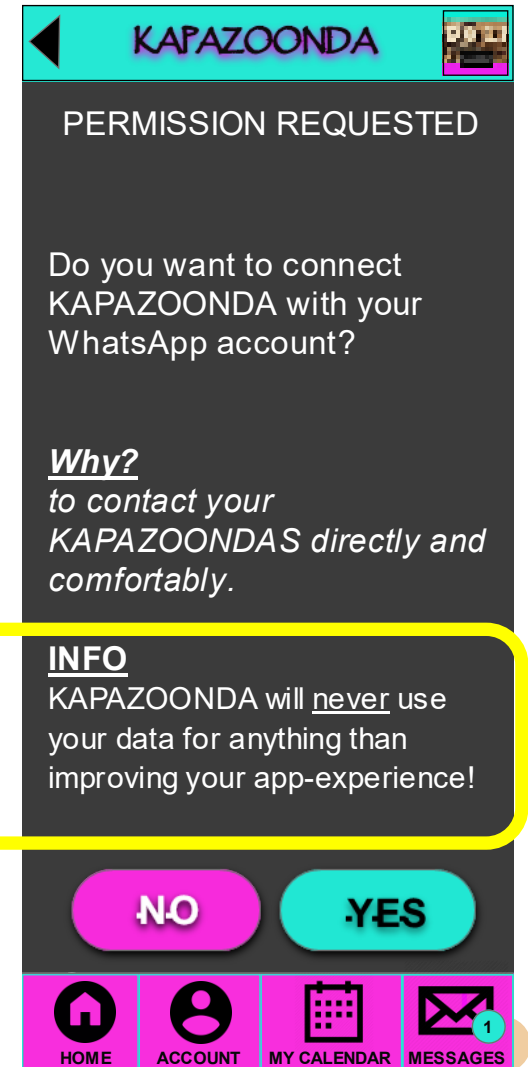 KAPAZOONDA
PERMISSION REQUESTED
Do you want to connect
KAPAZOONDA with your
WhatsApp account?
Why?
to contact your
KAPAZOONDAS directly and
comfortably.
INFO
KAPAZOONDA will never use
your data for anything than
improving your app-experience!
NO
YES
1
HOME
ACCOUNT
MY CALENDAR
MESSAGES